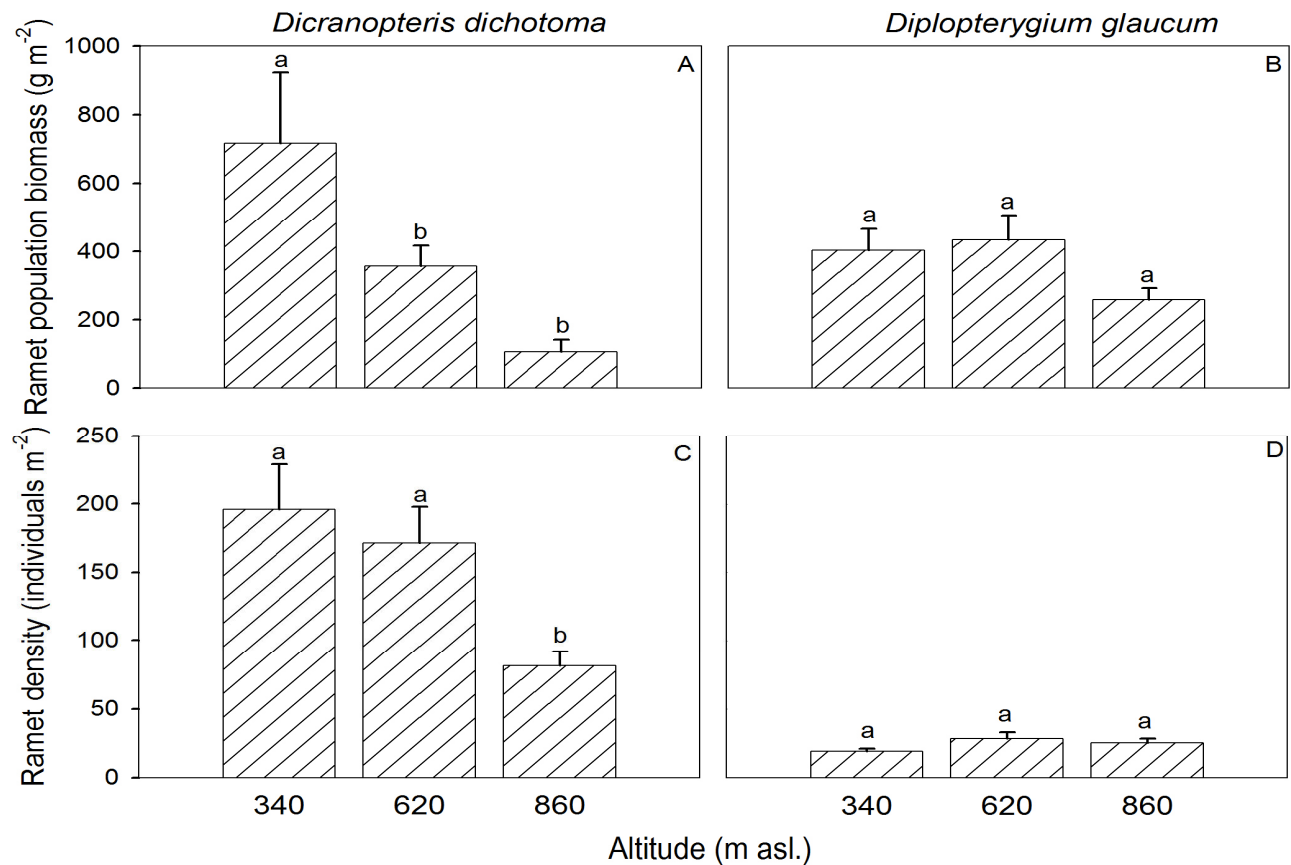 Dicranopteris dichotoma
Diplopterygium glaucum
Ramet population biomass (g m-2)
1000
800
600
400
200
0
A
a
b
b
B
a
a
a
Ramet density (individuals m-2)
250
200
150
100
50
0
C
a
a
b
D
a
a
a
340 620 860
340 620 860
Altitude (m asl.)